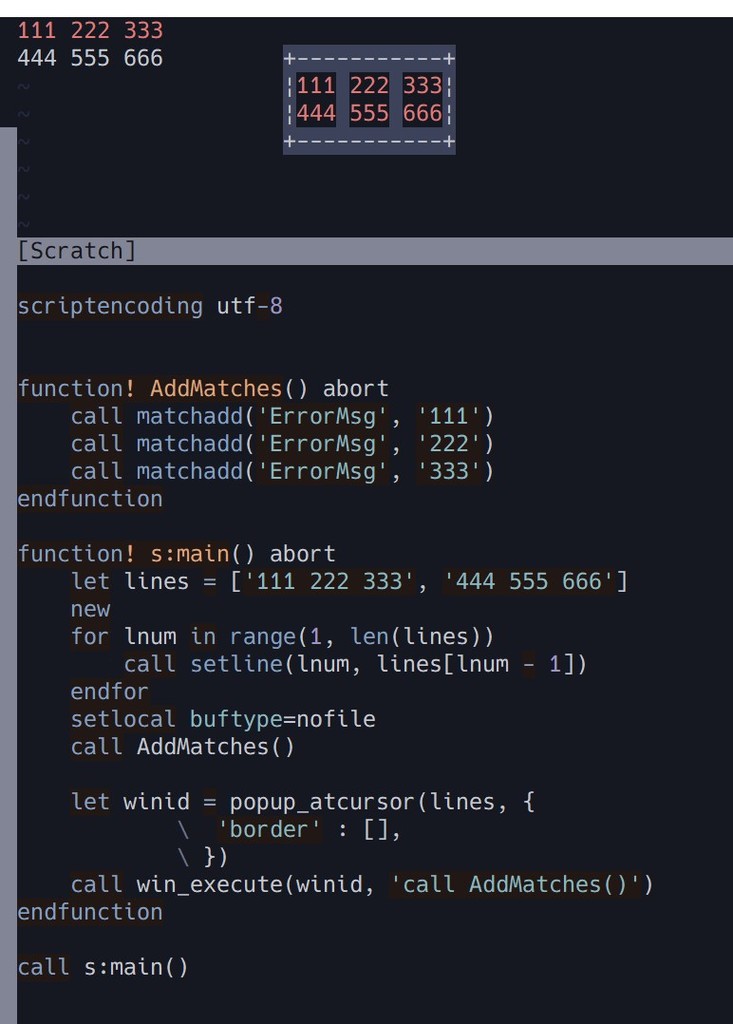 111 222 333
444 555 666
~
~
~
~
~
~
+-----------+
¦111 222 333¦
¦444 555 666¦
+-----------+
[Scratch]
scriptencoding utf-8
function! AddMatches() abort
    call matchadd('ErrorMsg', '111')
    call matchadd('ErrorMsg', '222')
    call matchadd('ErrorMsg', '333')
endfunction
function! s:main() abort
    let lines = ['111 222 333', '444 555 666']
    new
    for lnum in range(1, len(lines))
        call setline(lnum, lines[lnum - 1])
    endfor
    setlocal buftype=nofile
    call AddMatches()
    let winid = popup_atcursor(lines, {
            \  'border' : [],
            \ })
    call win_execute(winid, 'call AddMatches()')
endfunction
call s:main()